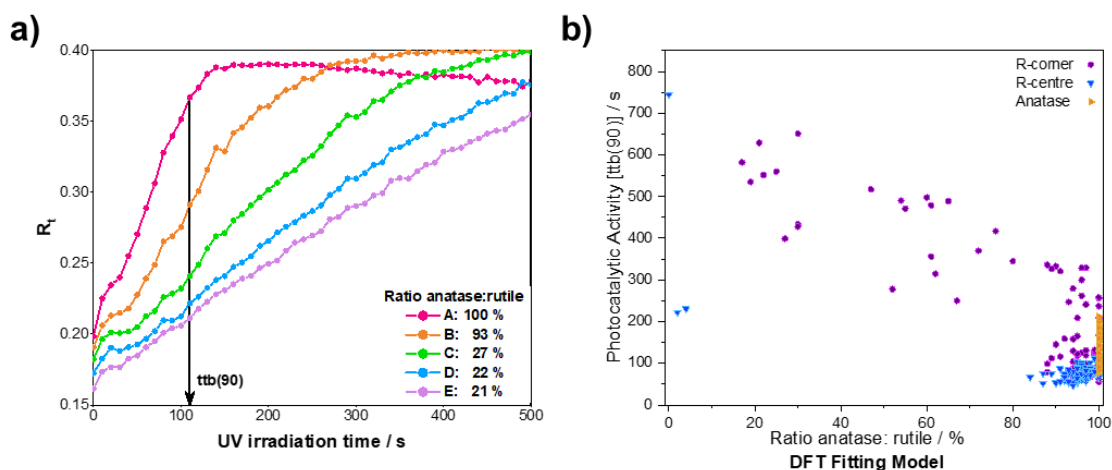 a)
R_t
0.40
0.35
0.30
0.25
0.20
0.15
0
100
200
300
400
500
UV irradiation time / s
ttb(90)
Ratio anatase:rutile
A: 100 %
B: 93 %
C: 27 %
D: 22 %
E: 21 %
b)
Photocatalytic Activity [ttb(90)] / s
800
700
600
500
400
300
200
100
0
0
20
40
60
80
100
Ratio anatase: rutile / %
DFT Fitting Model
R-corner
R-centre
Anatase